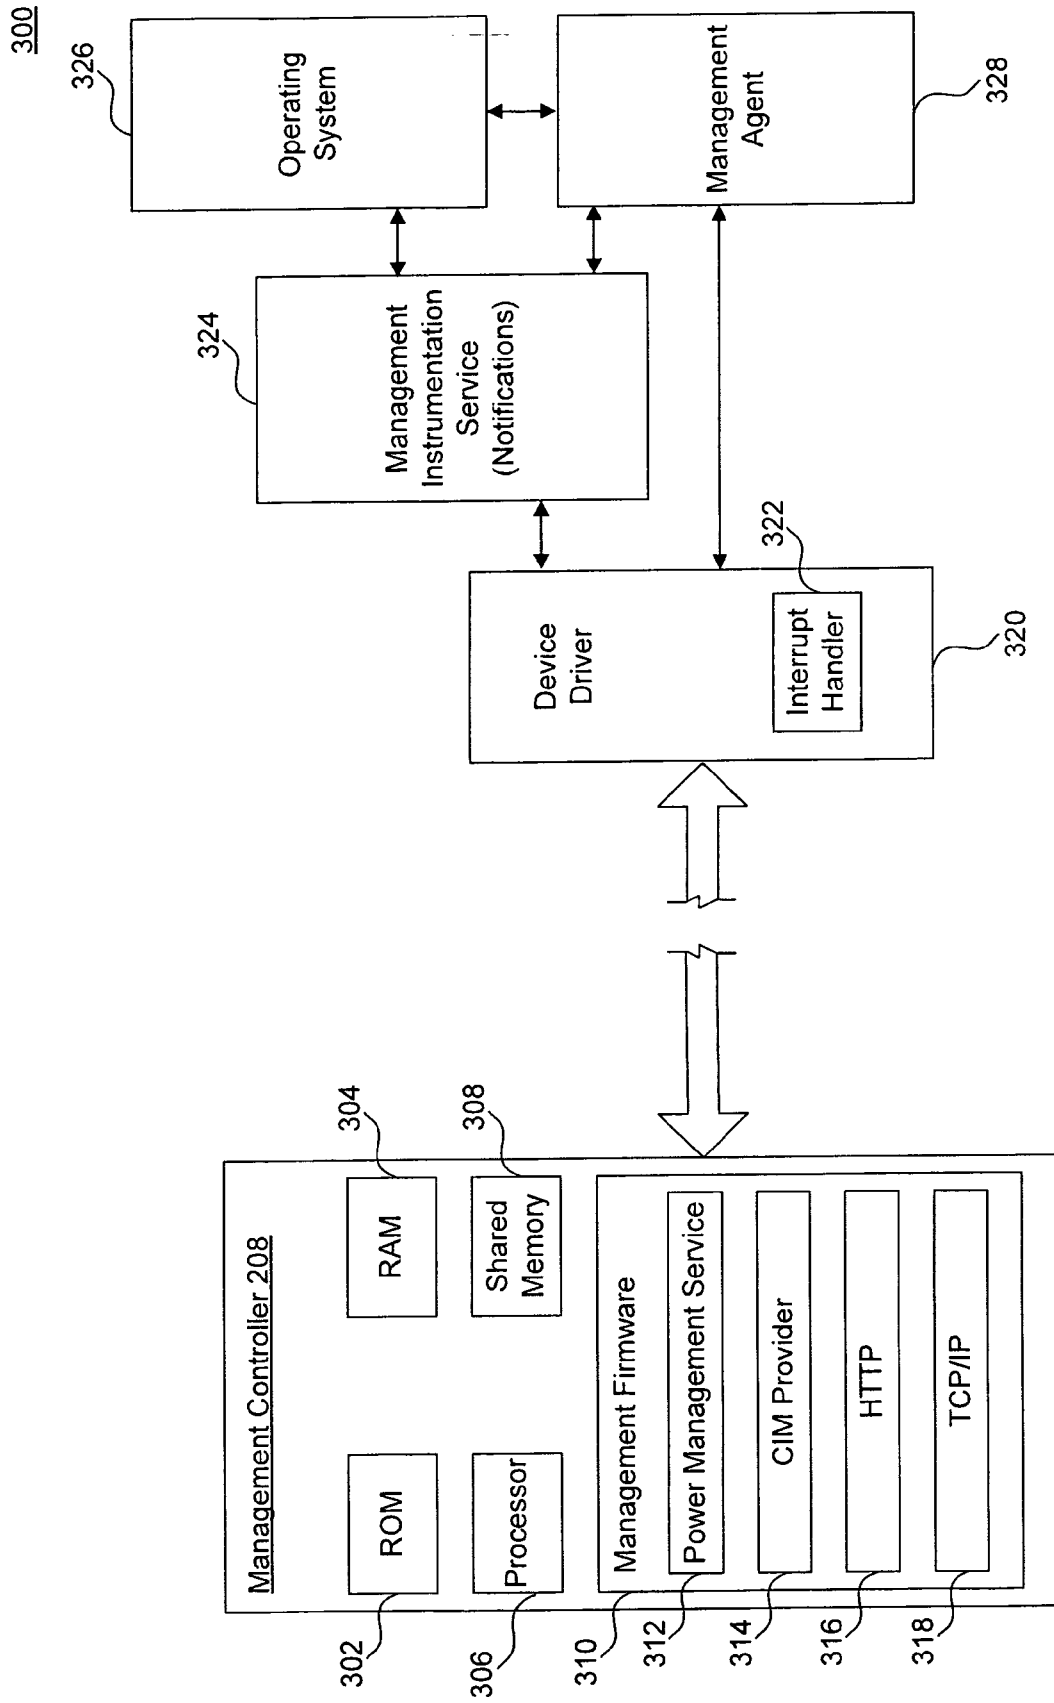 300
Management Controller 208
ROM
302
RAM
304
Processor
306
Shared
Memory
308
Management Firmware
310
Power Management Service
312
CIM Provider
314
HTTP
316
TCP/IP
318
Device
Driver
320
Interrupt
Handler
322
Management
Instrumentation
Service
(Notifications)
324
Operating
System
326
Management
Agent
328